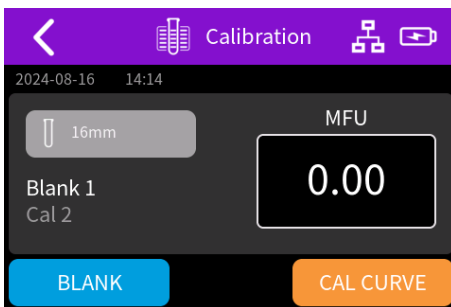 Calibration
2024-08-16 14:14
16mm
MFU
0.00
Blank 1
Cal 2
BLANK
CAL CURVE